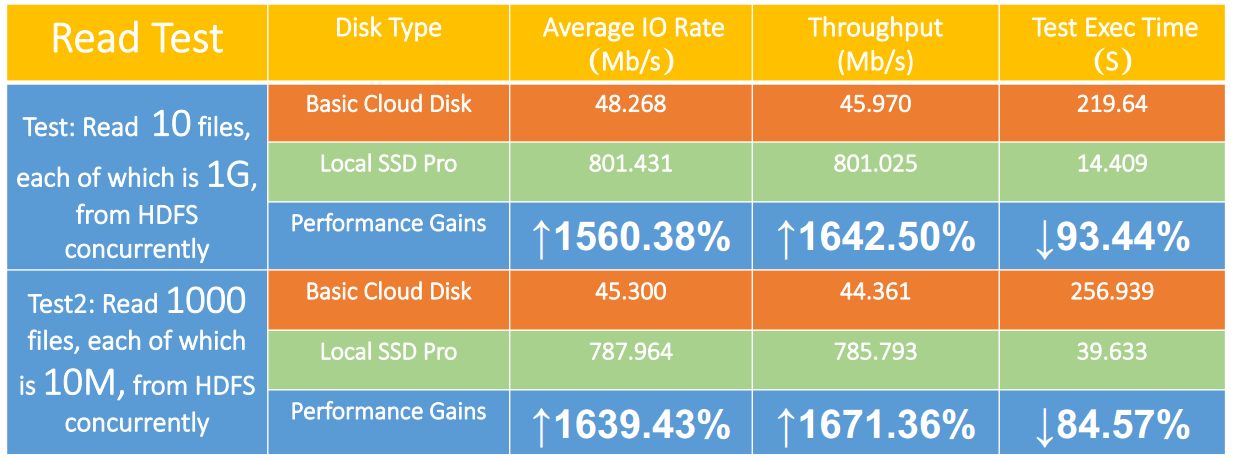 Read Test
Disk Type
Average IO Rate
(Mb/s)
Throughput
(Mb/s)
Test Exec Time
(S)
Test: Read 10 files,
each of which is 1G,
from HDFS
concurrently
Basic Cloud Disk
48.268
45.970
219.64
Local SSD Pro
801.431
801.025
14.409
Performance Gains
↑1560.38%
↑1642.50%
↓93.44%
Test2: Read 1000
files, each of which
is 10M, from HDFS
concurrently
Basic Cloud Disk
45.300
44.361
256.939
Local SSD Pro
787.964
785.793
39.633
Performance Gains
↑1639.43%
↑1671.36%
↓84.57%